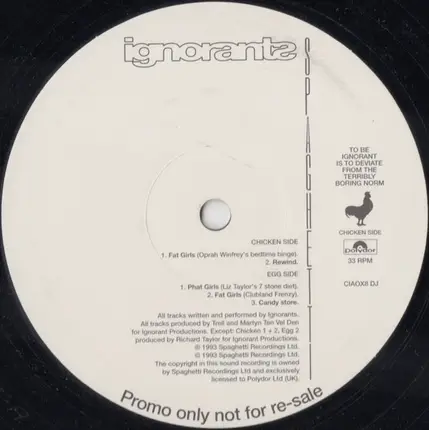 ignorants
SPAGHETTI
TO BE
IGNORANT
IS TO DEVIATE
FROM THE
TERRIBLY
BORING NORM
CHICKEN SIDE
polydor
33 RPM
CIAOX8 DJ
CHICKEN SIDE
1. Fat Girls (Oprah Winfrey's bedtime binge).
2. Rewind.
EGG SIDE
1. Phat Girls (Liz Taylor's 7 stone diet).
2. Fat Girls (Clubland Frenzy).
3. Candy store.
All tracks written and performed by Ignorants.
All tracks produced by Trell and Martyn Ten Vel Den
for Ignorant Productions. Except: Chicken 1 + 2, Egg 2
produced by Richard Taylor for Ignorant Productions.
℗ 1993 Spaghetti Recordings Ltd.
© 1993 Spaghetti Recordings Ltd.
The copyright in this sound recording is owned
by Spaghetti Recordings Ltd and exclusively
licensed to Polydor Ltd (UK).
Promo only not for re-sale